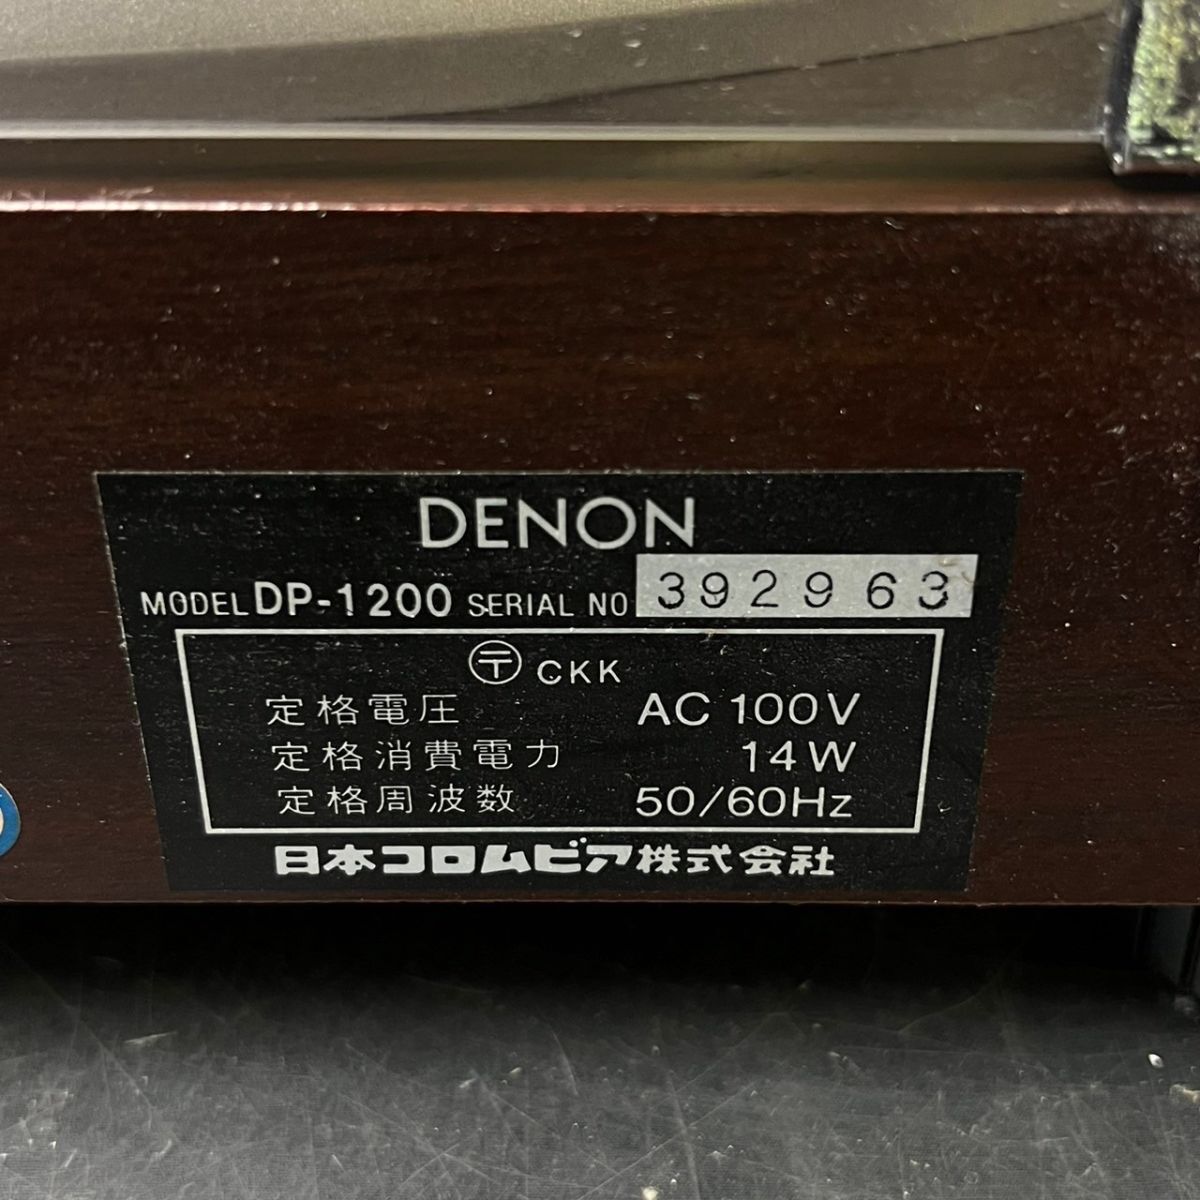 DENON
MODEL DP-1200 SERIAL NO 392963
〒 CKK
定格電圧 AC 100V
定格消費電力 14W
定格周波数 50/60Hz
日本コロムビア株式会社